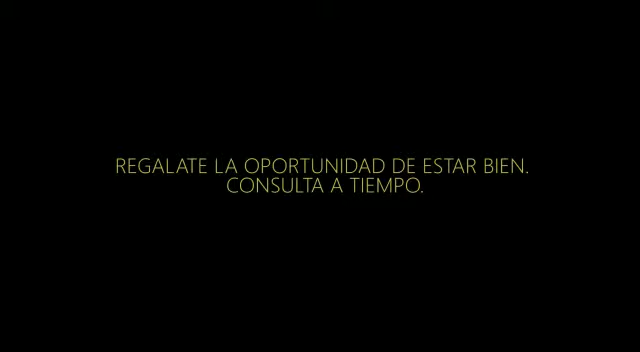 REGALATE LA OPORTUNIDAD DE ESTAR BIEN.
CONSULTA A TIEMPO.